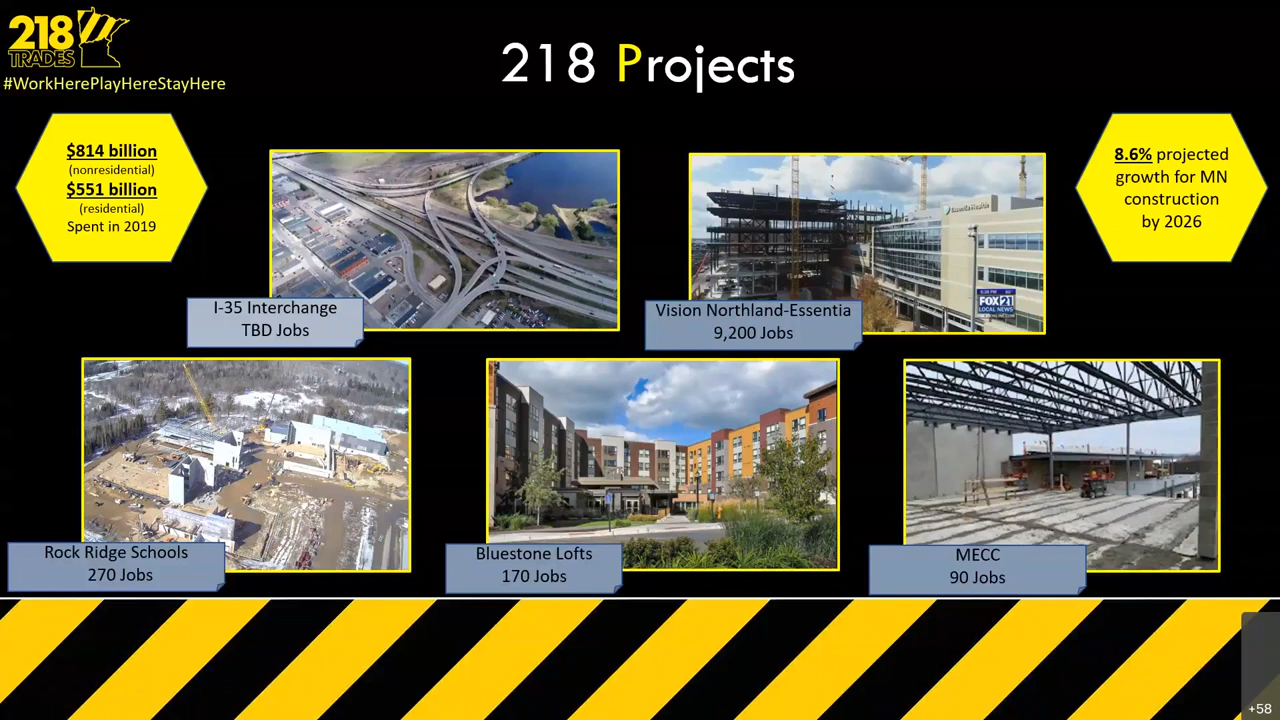 218
TRADES
#WorkHerePlayHereStayHere
218 Projects
$814 billion
(nonresidential)
$551 billion
(residential)
Spent in 2019
8.6% projected
growth for MN
construction
by 2026
I-35 Interchange
TBD Jobs
Essentia Health
FOX 21
LOCAL NEWS
Vision Northland-Essentia
9,200 Jobs
Rock Ridge Schools
270 Jobs
Bluestone Lofts
170 Jobs
MECC
90 Jobs
+58